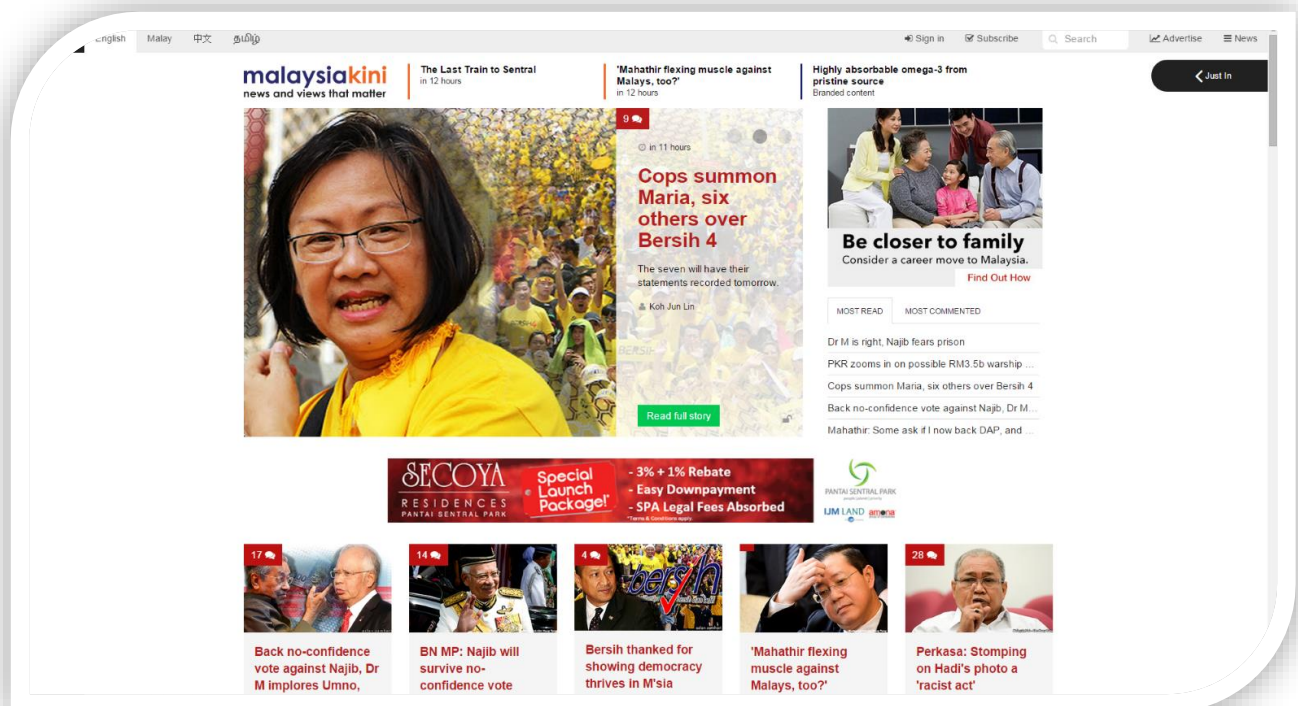 English Malay 中文 தமிழ்
Sign in Subscribe Search Advertise News
malaysiakini
news and views that matter
The Last Train to Sentral
in 12 hours
'Mahathir flexing muscle against
Malays, too?'
in 12 hours
Highly absorbable omega-3 from
pristine source
Branded content
Just In
9
in 11 hours
Cops summon
Maria, six
others over
Bersih 4
The seven will have their
statements recorded tomorrow.
Koh Jun Lin
Read full story
BERSIH
Be closer to family
Consider a career move to Malaysia.
Find Out How
MOST READ MOST COMMENTED
Dr M is right, Najib fears prison
PKR zooms in on possible RM3.5b warship ...
Cops summon Maria, six others over Bersih 4
Back no-confidence vote against Najib, Dr M...
Mahathir: Some ask if I now back DAP, and ...
SECOYA
RESIDENCES
PANTAI SENTRAL PARK
Special
Launch
Package!*
- 3% + 1% Rebate
- Easy Downpayment
- SPA Legal Fees Absorbed
*Terms & Conditions apply.
PANTAI SENTRAL PARK
IJM LAND amona
17
Back no-confidence
vote against Najib, Dr
M implores Umno,
14
BN MP: Najib will
survive no-
confidence vote
4
bersih
Bersih thanked for
showing democracy
thrives in M'sia
'Mahathir flexing
muscle against
Malays, too?'
28
Perkasa: Stomping
on Hadi's photo a
'racist act'